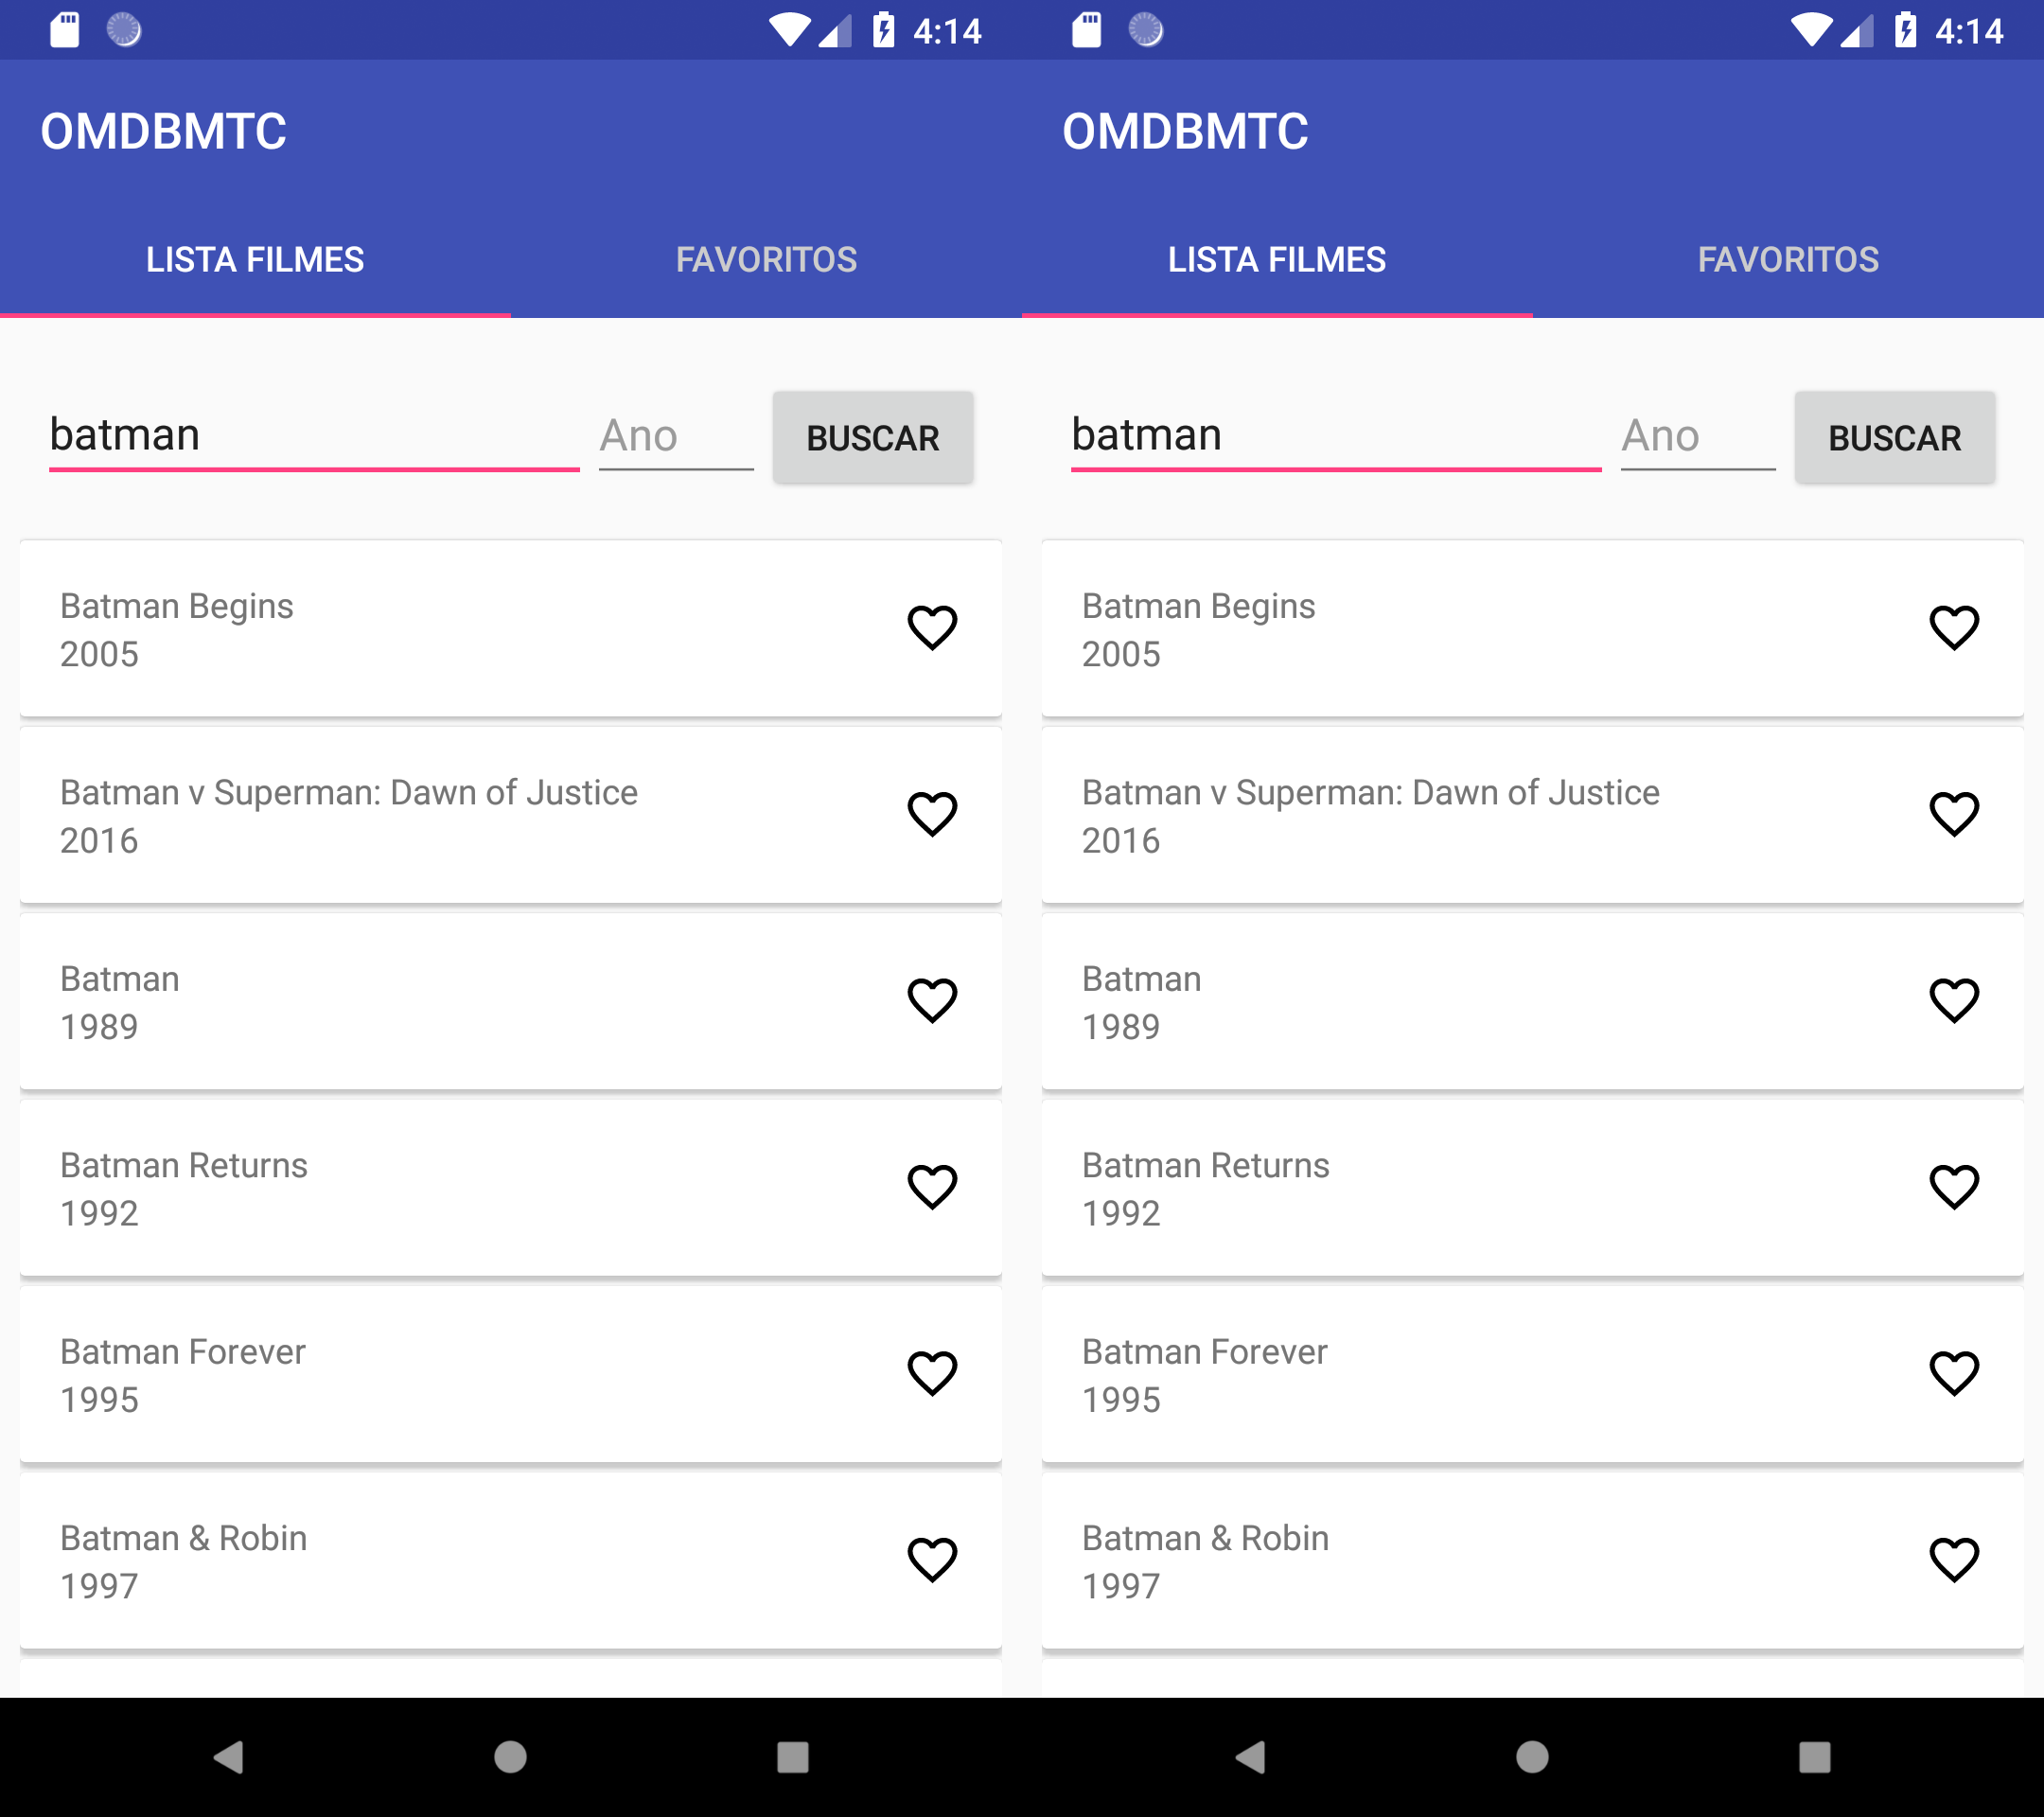 4:14
OMDBMTC
LISTA FILMES FAVORITOS
batman Ano BUSCAR
Batman Begins
2005
Batman v Superman: Dawn of Justice
2016
Batman
1989
Batman Returns
1992
Batman Forever
1995
Batman & Robin
1997
4:14
OMDBMTC
LISTA FILMES FAVORITOS
batman Ano BUSCAR
Batman Begins
2005
Batman v Superman: Dawn of Justice
2016
Batman
1989
Batman Returns
1992
Batman Forever
1995
Batman & Robin
1997